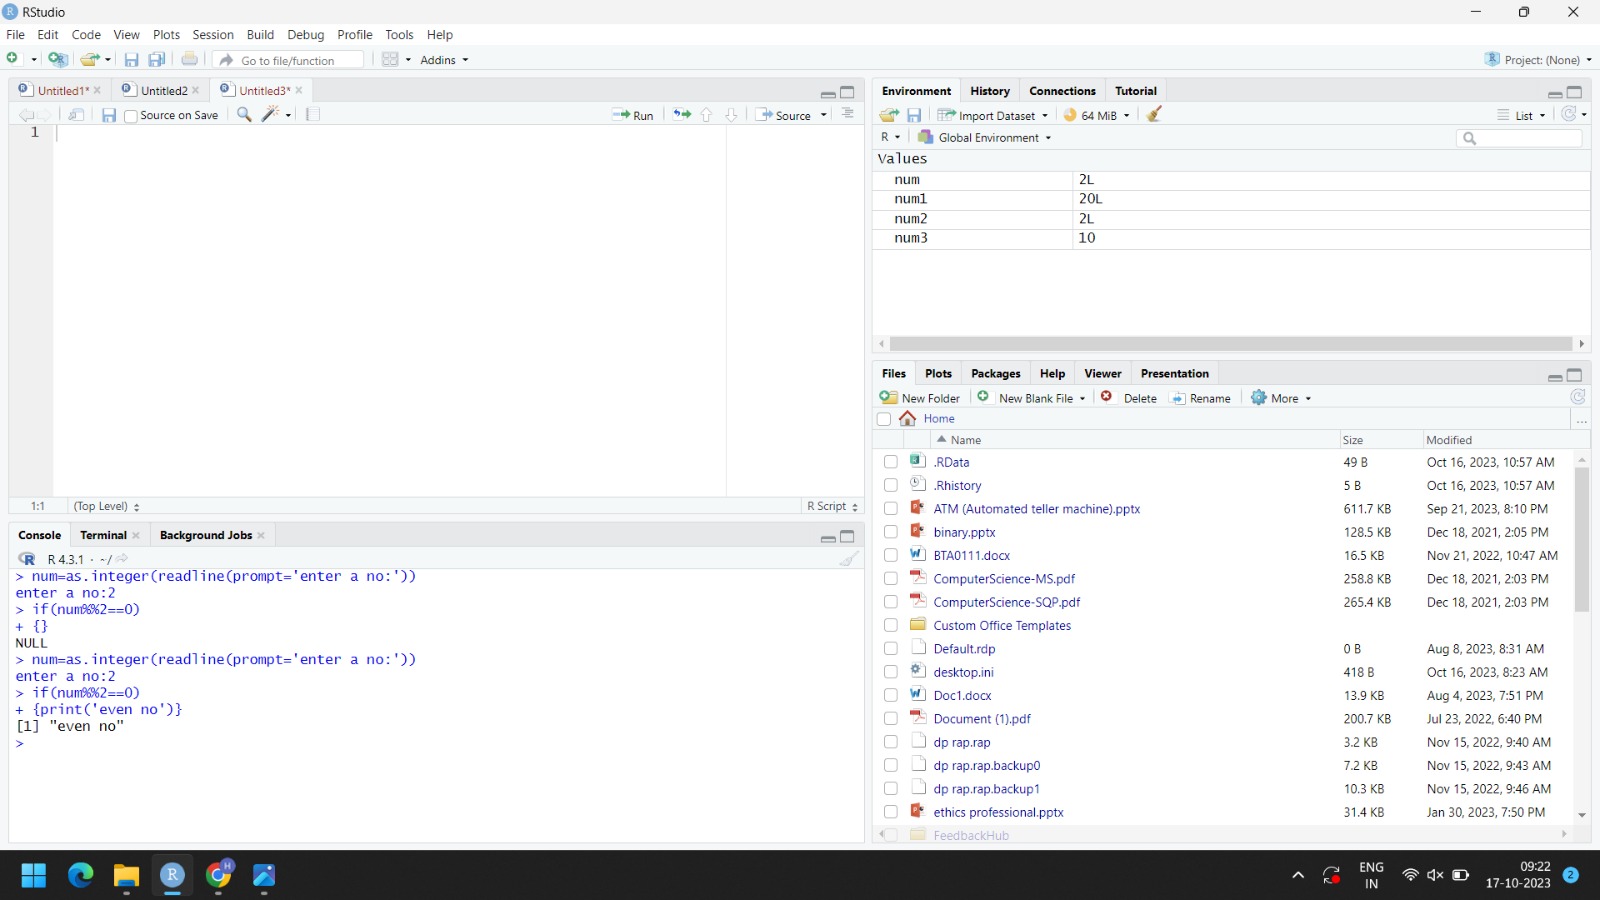 RStudio
File Edit Code View Plots Session Build Debug Profile Tools Help
Go to file/function Addins Project: (None)
Untitled1* Untitled2 Untitled3*
Source on Save Run Source
1
1:1 (Top Level) R Script
Console Terminal Background Jobs
R 4.3.1 · ~/
> num=as.integer(readline(prompt='enter a no:'))
enter a no:2
> if(num%%2==0)
+ {}
NULL
> num=as.integer(readline(prompt='enter a no:'))
enter a no:2
> if(num%%2==0)
+ {print('even no')}
[1] "even no"
>
Environment History Connections Tutorial
Import Dataset 64 MiB List
R Global Environment
Values
num 2L
num1 20L
num2 2L
num3 10
Files Plots Packages Help Viewer Presentation
New Folder New Blank File Delete Rename More
Home ...
Name Size Modified
.RData 49 B Oct 16, 2023, 10:57 AM
.Rhistory 5 B Oct 16, 2023, 10:57 AM
ATM (Automated teller machine).pptx 611.7 KB Sep 21, 2023, 8:10 PM
binary.pptx 128.5 KB Dec 18, 2021, 2:05 PM
BTA0111.docx 16.5 KB Nov 21, 2022, 10:47 AM
ComputerScience-MS.pdf 258.8 KB Dec 18, 2021, 2:03 PM
ComputerScience-SQP.pdf 265.4 KB Dec 18, 2021, 2:03 PM
Custom Office Templates
Default.rdp 0 B Aug 8, 2023, 8:31 AM
desktop.ini 418 B Oct 16, 2023, 8:23 AM
Doc1.docx 13.9 KB Aug 4, 2023, 7:51 PM
Document (1).pdf 200.7 KB Jul 23, 2022, 6:40 PM
dp rap.rap 3.2 KB Nov 15, 2022, 9:40 AM
dp rap.rap.backup0 7.2 KB Nov 15, 2022, 9:43 AM
dp rap.rap.backup1 10.3 KB Nov 15, 2022, 9:46 AM
ethics professional.pptx 31.4 KB Jan 30, 2023, 7:50 PM
FeedbackHub
ENG 09:22
IN 17-10-2023 2